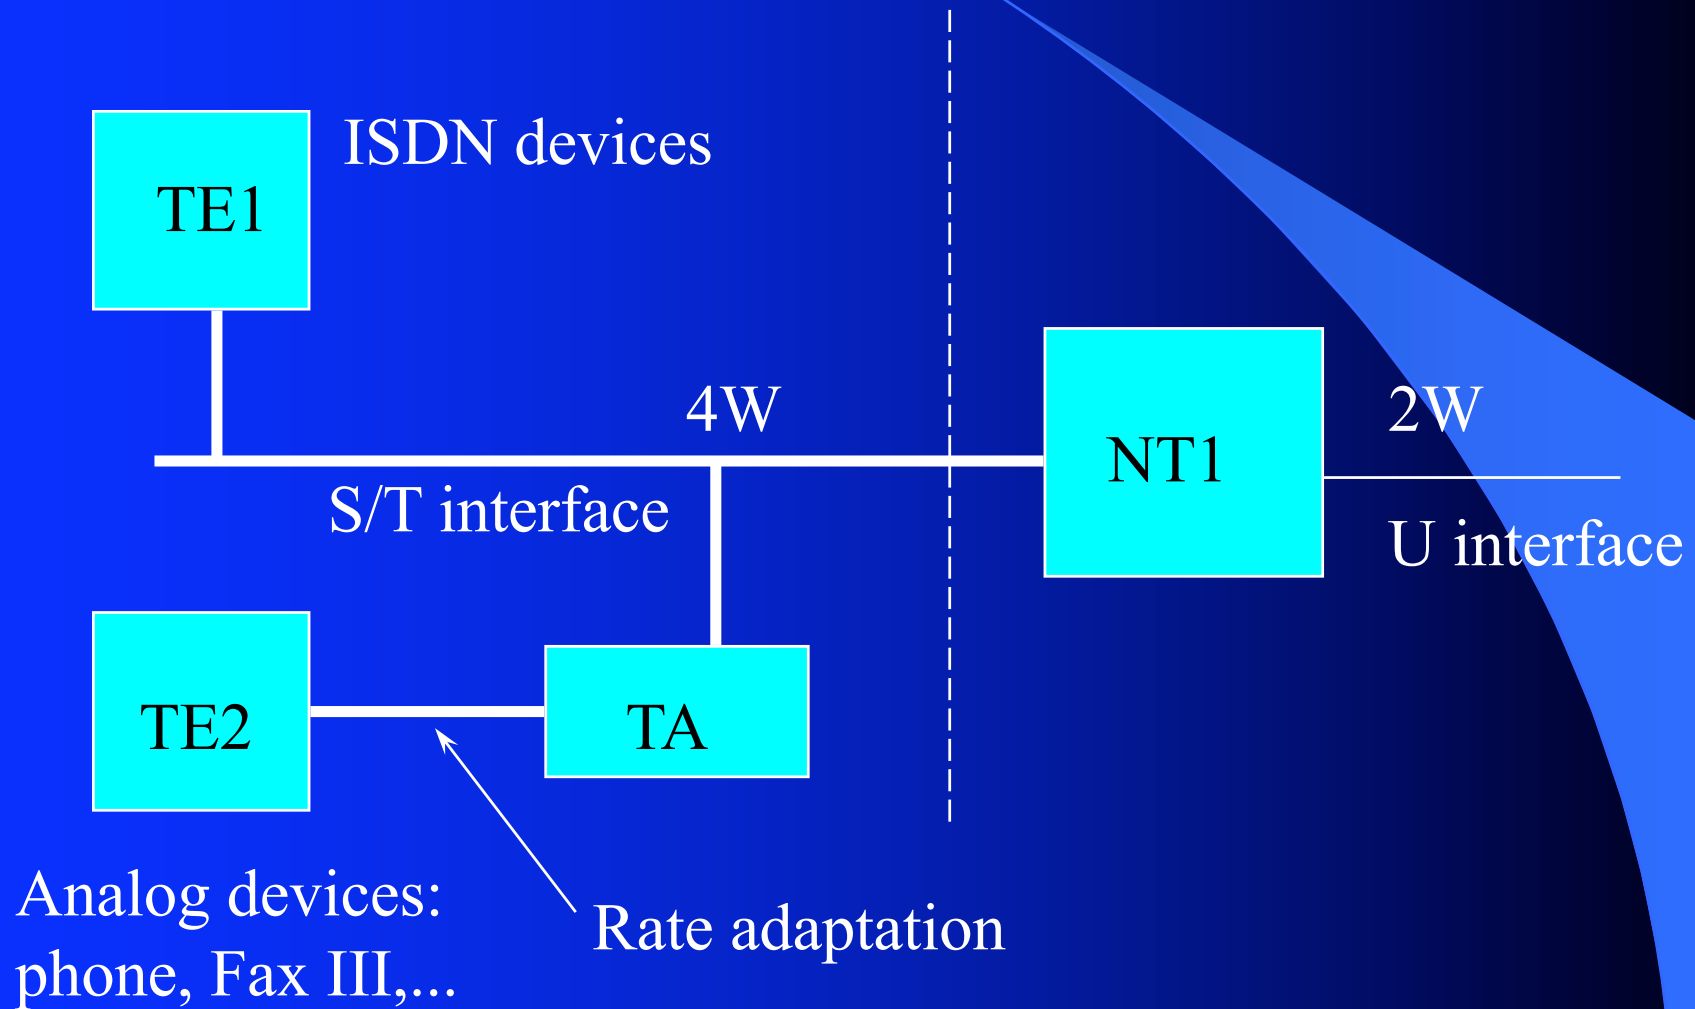 ISDN devices
TE1
4W
2W
NT1
S/T interface
U interface
TE2
TA
Analog devices:
phone, Fax III,...
Rate adaptation